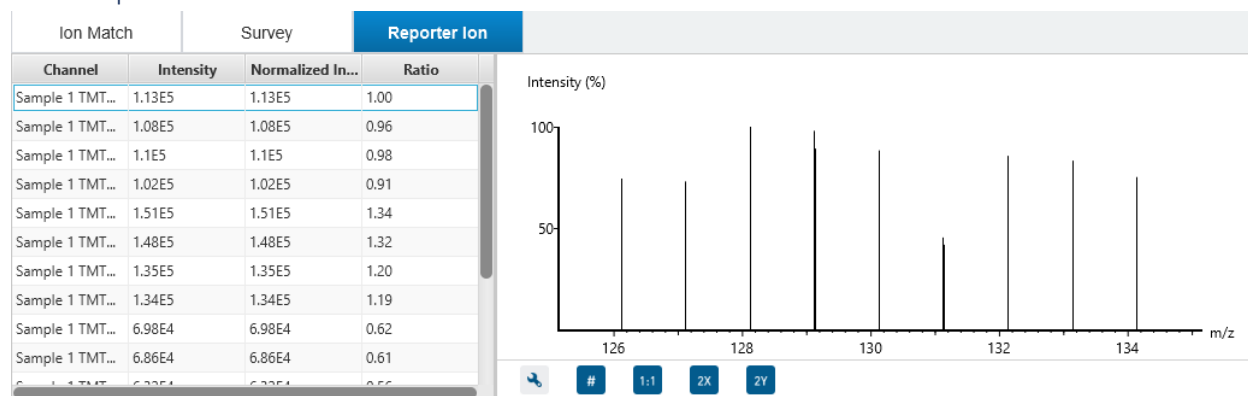 Ion Match Survey Reporter Ion
Channel Intensity Normalized In... Ratio
Sample 1 TMT... 1.13E5 1.13E5 1.00
Sample 1 TMT... 1.08E5 1.08E5 0.96
Sample 1 TMT... 1.1E5 1.1E5 0.98
Sample 1 TMT... 1.02E5 1.02E5 0.91
Sample 1 TMT... 1.51E5 1.51E5 1.34
Sample 1 TMT... 1.48E5 1.48E5 1.32
Sample 1 TMT... 1.35E5 1.35E5 1.20
Sample 1 TMT... 1.34E5 1.34E5 1.19
Sample 1 TMT... 6.98E4 6.98E4 0.62
Sample 1 TMT... 6.86E4 6.86E4 0.61
Intensity (%)
100
50
126 128 130 132 134 m/z
# 1:1 2X 2Y